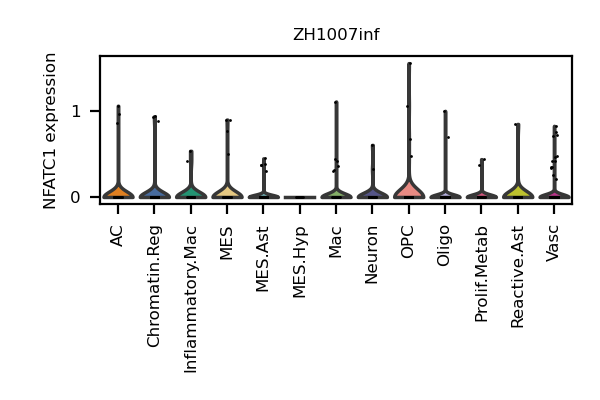 ZH1007inf
NFATC1 expression
1
0
AC
Chromatin.Reg
Inflammatory.Mac
MES
MES.Ast
MES.Hyp
Mac
Neuron
OPC
Oligo
Prolif.Metab
Reactive.Ast
Vasc